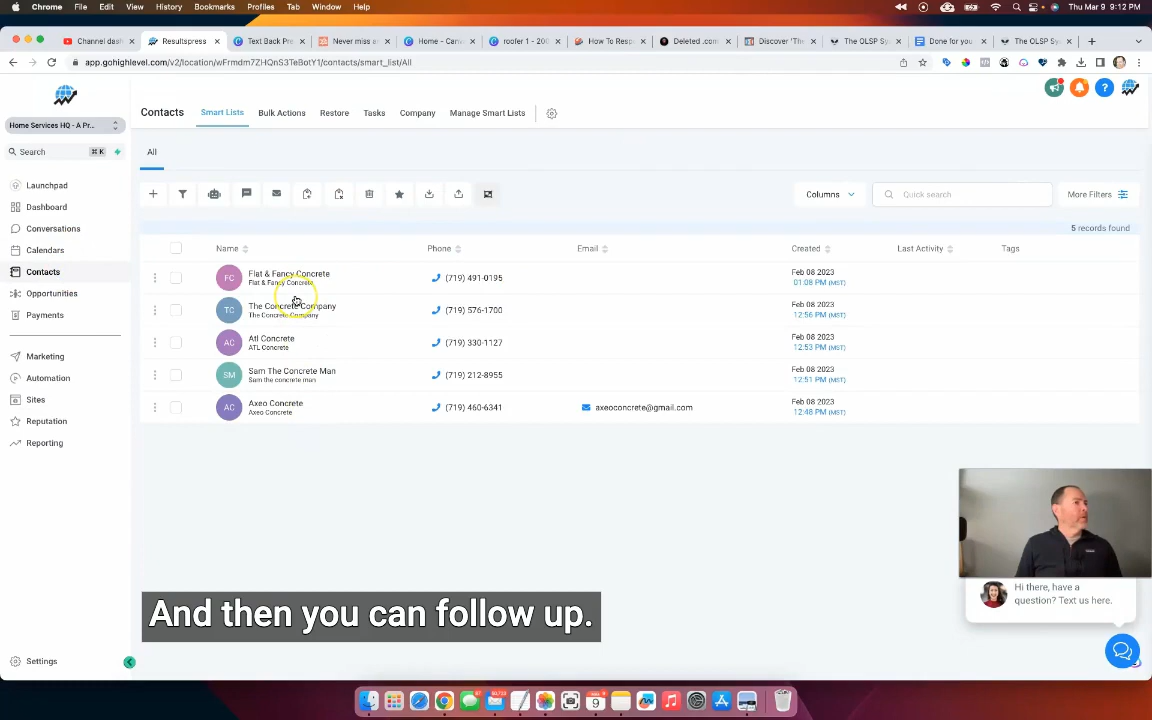 Chrome File Edit View History Bookmarks Profiles Tab Window Help Thu Mar 9 9:12 PM
Channel dash Resultspress Text Back Pre Never miss a Home - Canv roofer 1 - 200 How To Resp Deleted .com Discover 'The The OLSP Sy Done for you The OLSP Sy
app.gohighlevel.com/v2/location/wFrmdm7ZHQnS3TeBotY1/contacts/smart_list/All
Contacts Smart Lists Bulk Actions Restore Tasks Company Manage Smart Lists
Home Services HQ - A Pr...
Search ⌘ K
All
Launchpad
Dashboard
Conversations
Calendars
Contacts
Opportunities
Payments
Marketing
Automation
Sites
Reputation
Reporting
Settings
Columns Quick search More Filters
5 records found
Name Phone Email Created Last Activity Tags
FC Flat & Fancy Concrete (719) 491-0195 Feb 08 2023
Flat & Fancy Concrete 01:08 PM (MST)
TC The Concrete Company (719) 576-1700 Feb 08 2023
The Concrete Company 12:56 PM (MST)
AC Atl Concrete (719) 330-1127 Feb 08 2023
ATL Concrete 12:53 PM (MST)
SM Sam The Concrete Man (719) 212-8955 Feb 08 2023
Sam the concrete man 12:51 PM (MST)
AC Axeo Concrete (719) 460-6341 axeoconcrete@gmail.com Feb 08 2023
Axeo Concrete 12:48 PM (MST)
Hi there, have a
question? Text us here.
And then you can follow up.